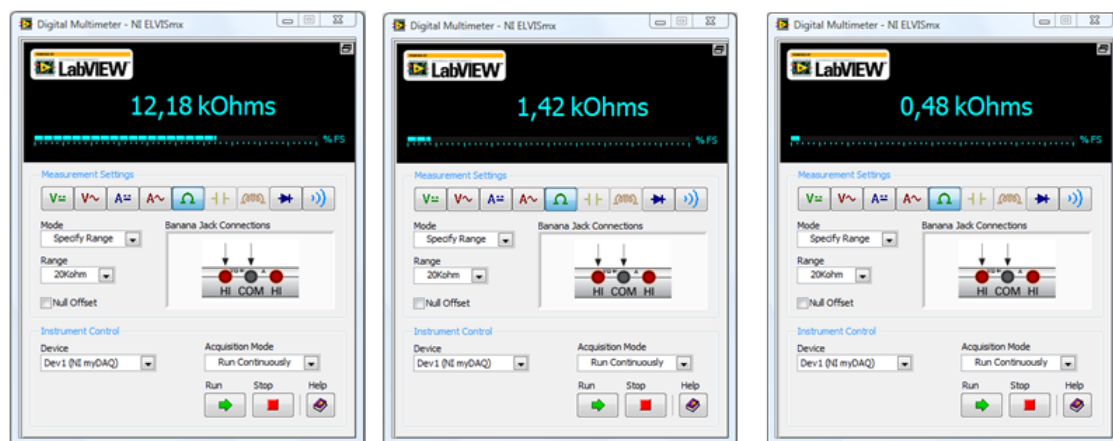 Digital Multimeter - NI ELVISmx
LabVIEW
12,18 kOhms
% FS
Measurement Settings
V= V~ A= A~ Ω
Mode
Banana Jack Connections
Specify Range
Range
20Kohm
HI COM HI
Null Offset
Instrument Control
Device
Acquisition Mode
Dev1 (NI myDAQ)
Run Continuously
Run Stop Help
Digital Multimeter - NI ELVISmx
LabVIEW
1,42 kOhms
% FS
Measurement Settings
V= V~ A= A~ Ω
Mode
Banana Jack Connections
Specify Range
Range
20Kohm
HI COM HI
Null Offset
Instrument Control
Device
Acquisition Mode
Dev1 (NI myDAQ)
Run Continuously
Run Stop Help
Digital Multimeter - NI ELVISmx
LabVIEW
0,48 kOhms
% FS
Measurement Settings
V= V~ A= A~ Ω
Mode
Banana Jack Connections
Specify Range
Range
20Kohm
HI COM HI
Null Offset
Instrument Control
Device
Acquisition Mode
Dev1 (NI myDAQ)
Run Continuously
Run Stop Help